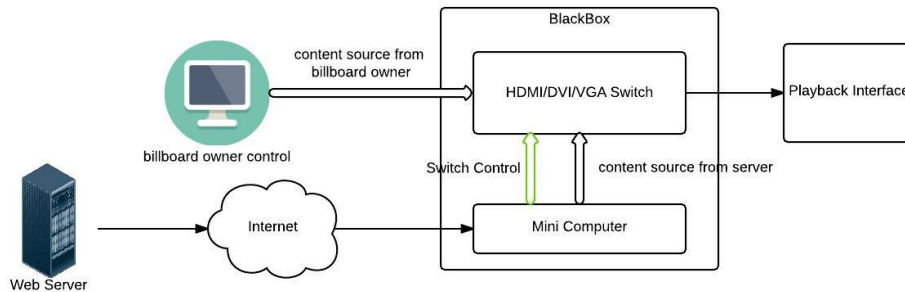 BlackBox
content source from
billboard owner
HDMI/DVI/VGA Switch
Playback Interface
billboard owner control
Switch Control
content source from server
Internet
Mini Computer
Web Server